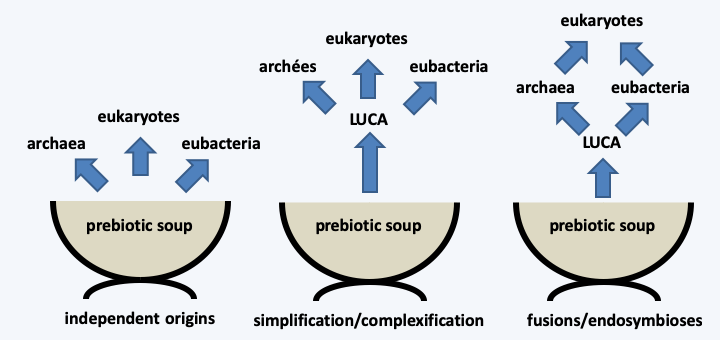 eukaryotes
archaea
eubacteria
prebiotic soup
independent origins
eukaryotes
archées
eubacteria
LUCA
prebiotic soup
simplification/complexification
eukaryotes
archaea
eubacteria
LUCA
prebiotic soup
fusions/endosymbioses